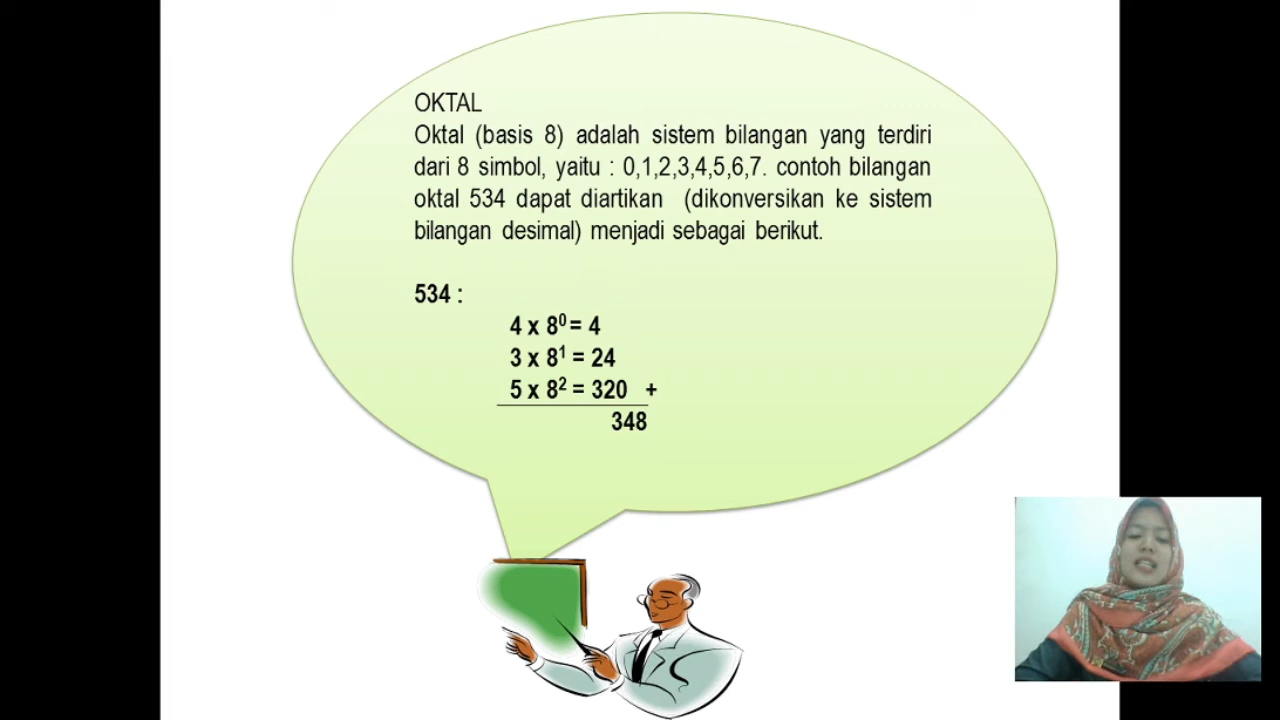 OKTAL
Oktal (basis 8) adalah sistem bilangan yang terdiri
dari 8 simbol, yaitu : 0,1,2,3,4,5,6,7. contoh bilangan
oktal 534 dapat diartikan (dikonversikan ke sistem
bilangan desimal) menjadi sebagai berikut.
534 :
4 x 8⁰ = 4
3 x 8¹ = 24
5 x 8² = 320 +
348